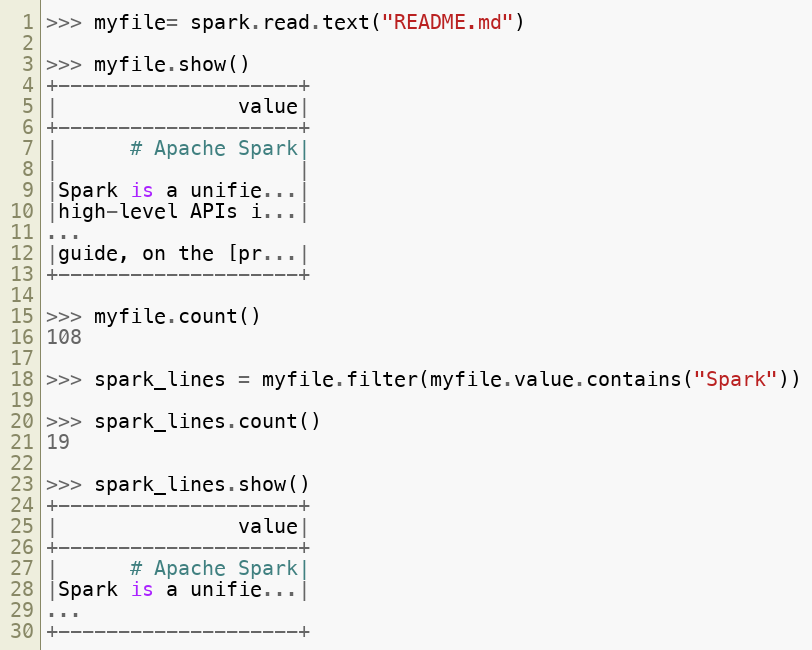 1 >>> myfile= spark.read.text("README.md")
2
3 >>> myfile.show()
4 +--------------------+
5 |               value|
6 +--------------------+
7 |      # Apache Spark|
8 |                    |
9 |Spark is a unifie...|
10 |high-level APIs i...|
11 ...
12 |guide, on the [pr...|
13 +--------------------+
14
15 >>> myfile.count()
16 108
17
18 >>> spark_lines = myfile.filter(myfile.value.contains("Spark"))
19
20 >>> spark_lines.count()
21 19
22
23 >>> spark_lines.show()
24 +--------------------+
25 |               value|
26 +--------------------+
27 |      # Apache Spark|
28 |Spark is a unifie...|
29 ...
30 +--------------------+